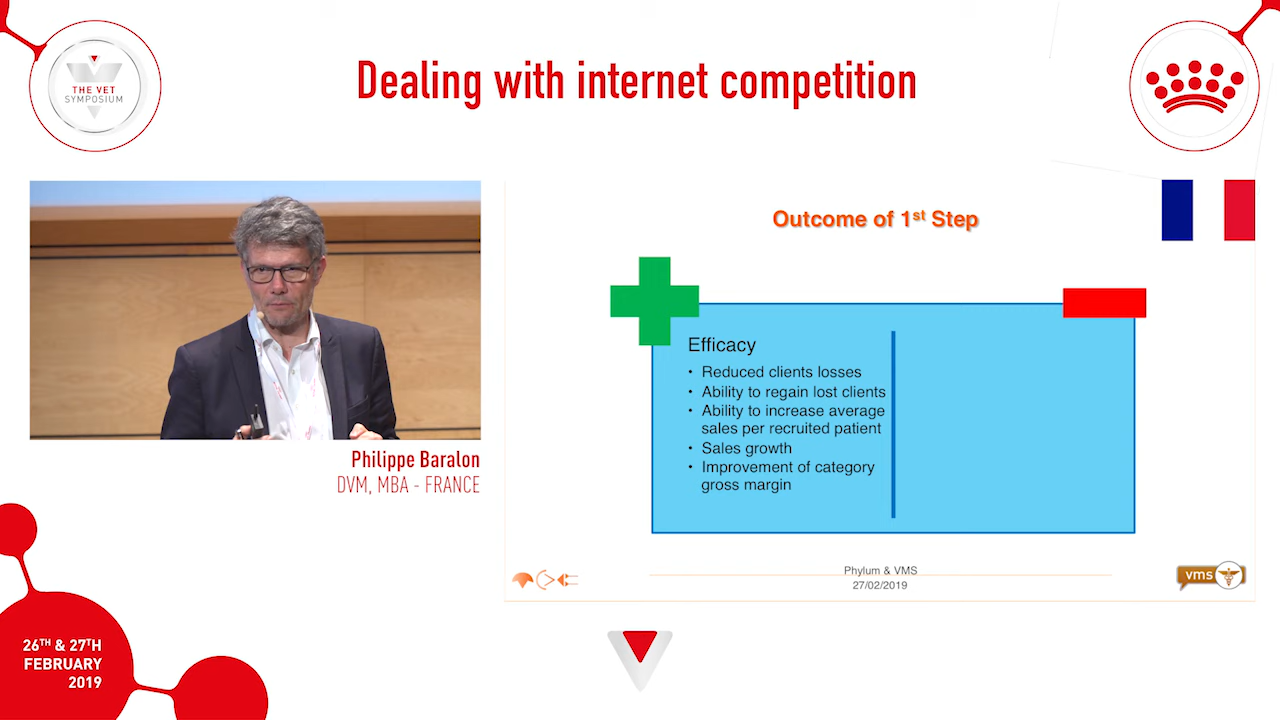 Dealing with internet competition
THE VET
SYMPOSIUM
Outcome of 1st Step
Efficacy
• Reduced clients losses
• Ability to regain lost clients
• Ability to increase average
sales per recruited patient
• Sales growth
• Improvement of category
gross margin
Philippe Baralon
DVM, MBA - FRANCE
Phylum & VMS
27/02/2019
vms
26TH & 27TH
FEBRUARY
2019